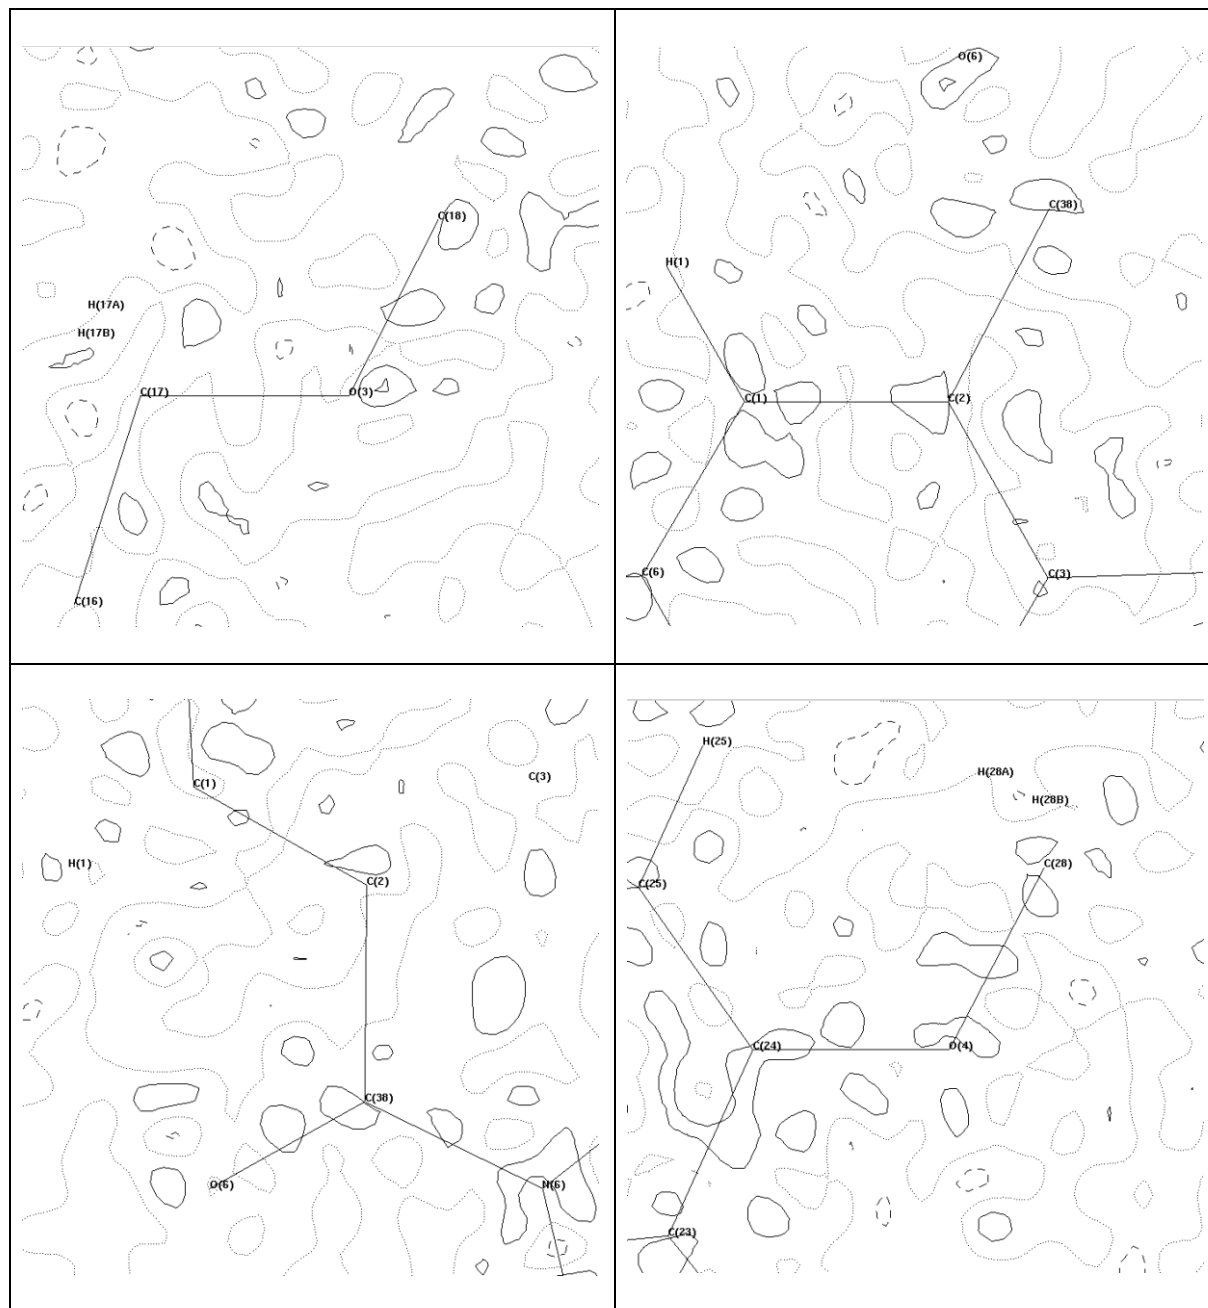 C(18)
H(17A)
H(17B)
C(17)
O(3)
C(16)
O(6)
C(38)
H(1)
C(1)
C(2)
C(6)
C(3)
C(1)
C(3)
H(1)
C(2)
C(38)
O(6)
N(6)
H(25)
H(28A)
H(28B)
C(28)
C(25)
C(24)
O(4)
C(23)